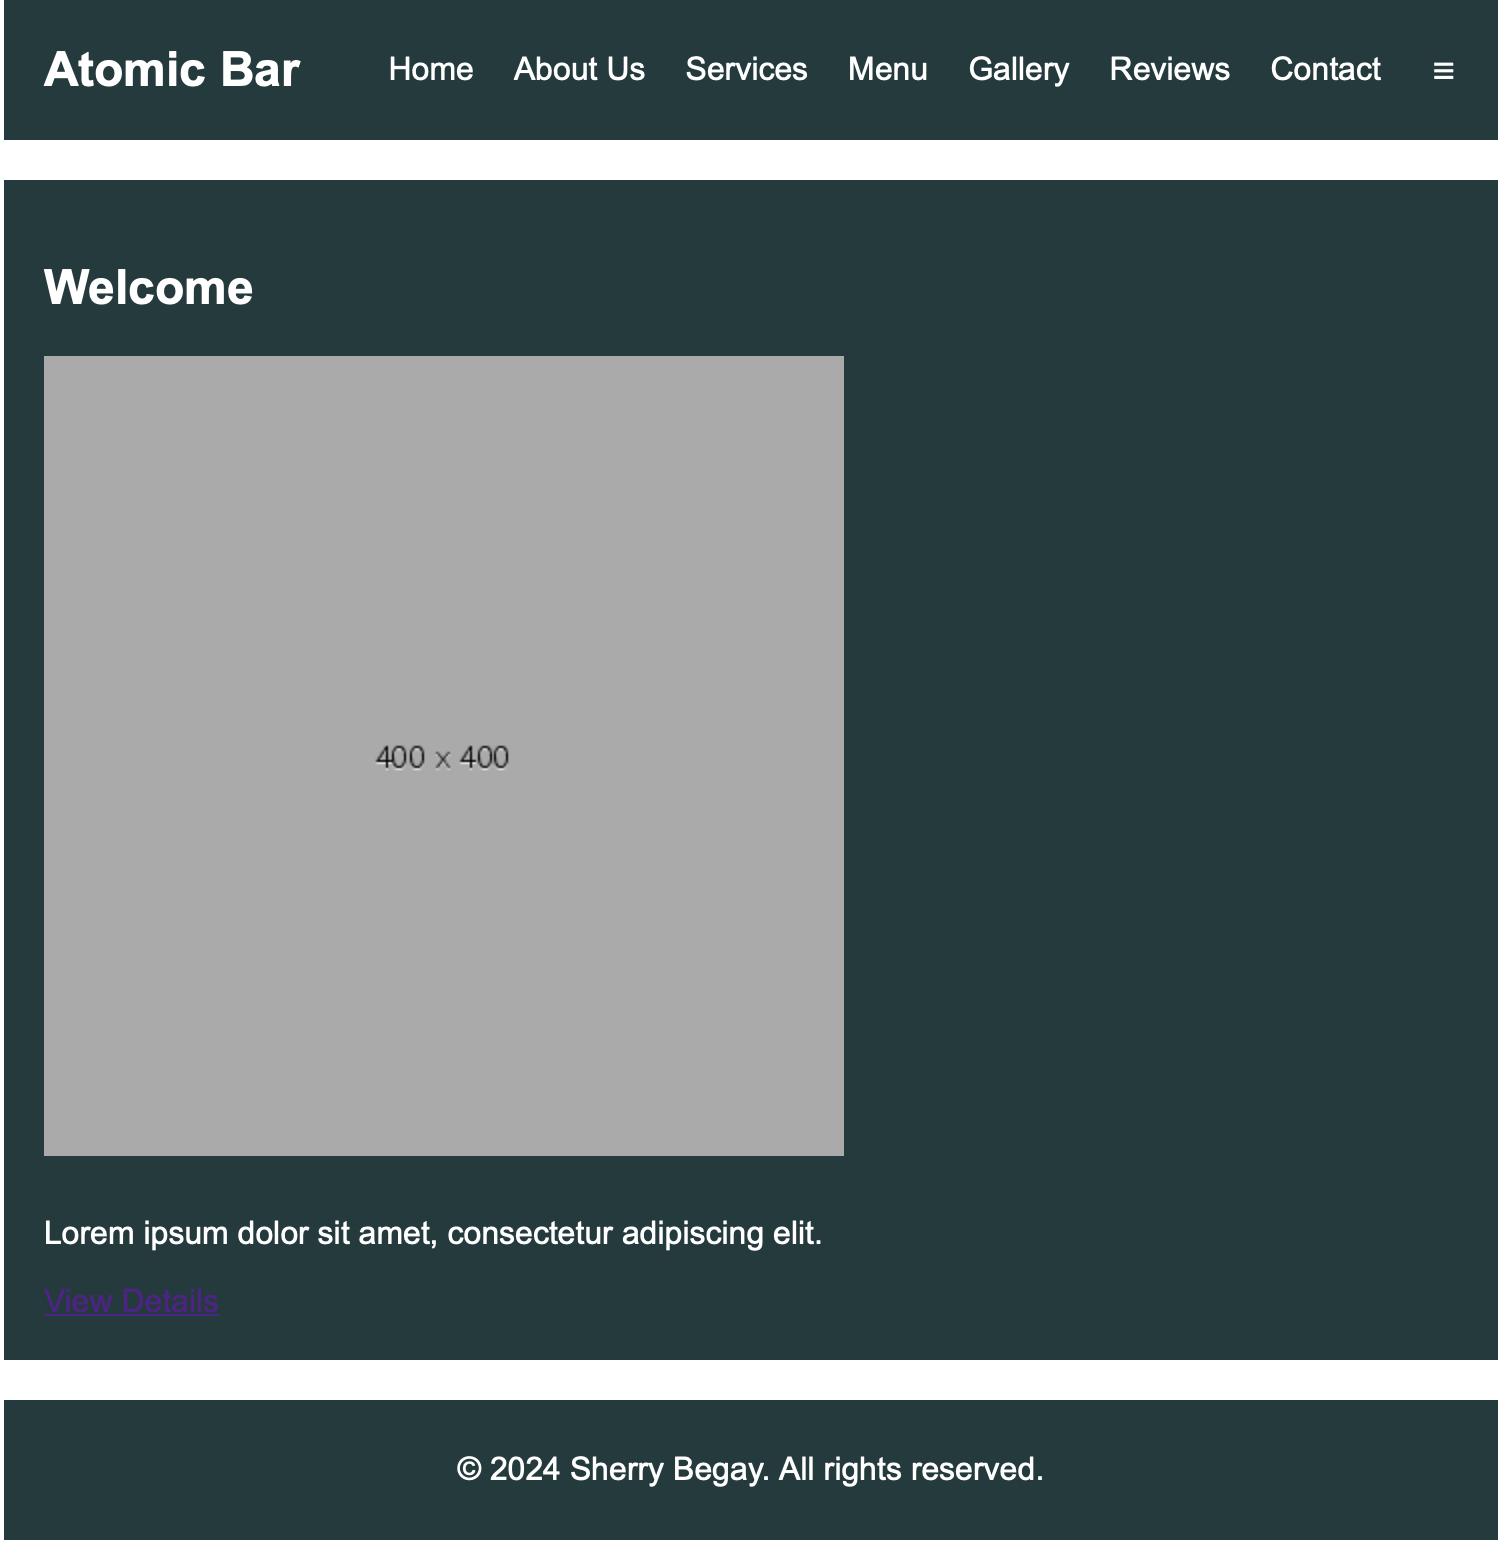 Atomic Bar Home About Us Services Menu Gallery Reviews Contact ≡
Welcome
400 x 400
Lorem ipsum dolor sit amet, consectetur adipiscing elit.
View Details
© 2024 Sherry Begay. All rights reserved.